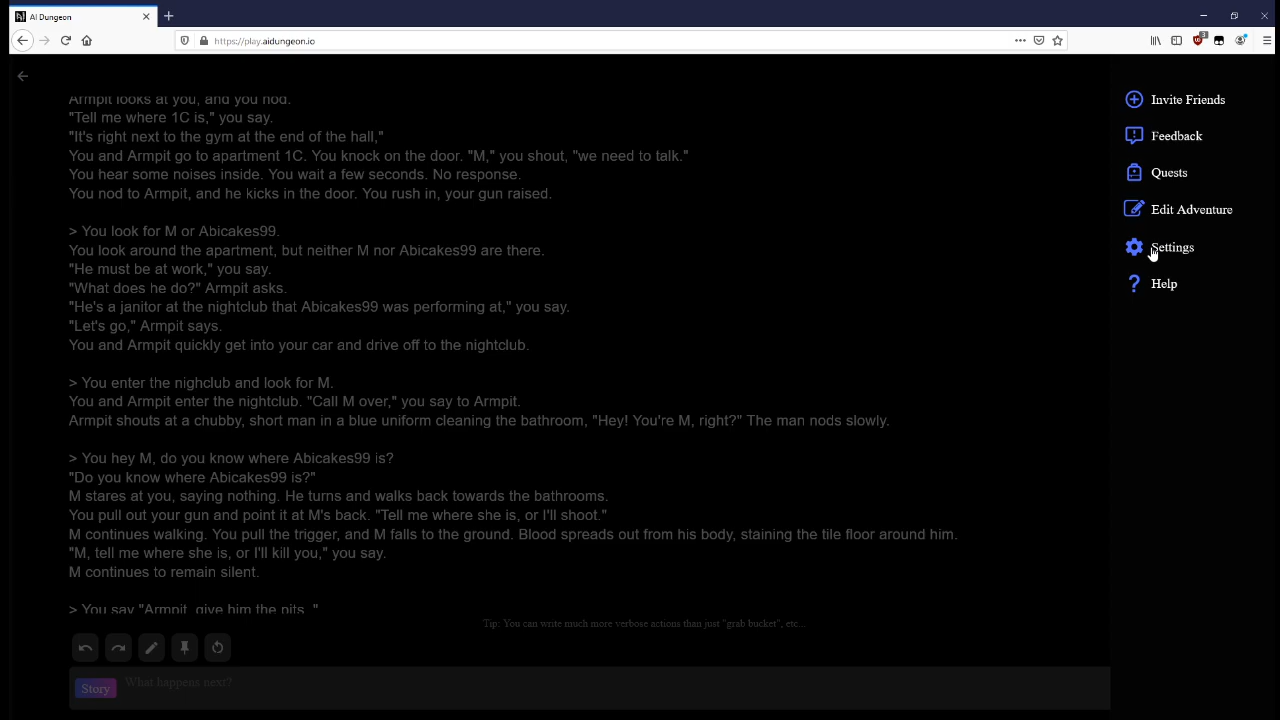 AI Dungeon
https://play.aidungeon.io
3
Armpit looks at you, and you nod.
"Tell me where 1C is," you say.
"It's right next to the gym at the end of the hall,"
You and Armpit go to apartment 1C. You knock on the door. "M," you shout, "we need to talk."
You hear some noises inside. You wait a few seconds. No response.
You nod to Armpit, and he kicks in the door. You rush in, your gun raised.
> You look for M or Abicakes99.
You look around the apartment, but neither M nor Abicakes99 are there.
"He must be at work," you say.
"What does he do?" Armpit asks.
"He's a janitor at the nightclub that Abicakes99 was performing at," you say.
"Let's go," Armpit says.
You and Armpit quickly get into your car and drive off to the nightclub.
> You enter the nighclub and look for M.
You and Armpit enter the nightclub. "Call M over," you say to Armpit.
Armpit shouts at a chubby, short man in a blue uniform cleaning the bathroom, "Hey! You're M, right?" The man nods slowly.
> You hey M, do you know where Abicakes99 is?
"Do you know where Abicakes99 is?"
M stares at you, saying nothing. He turns and walks back towards the bathrooms.
You pull out your gun and point it at M's back. "Tell me where she is, or I'll shoot."
M continues walking. You pull the trigger, and M falls to the ground. Blood spreads out from his body, staining the tile floor around him.
"M, tell me where she is, or I'll kill you," you say.
M continues to remain silent.
> You say "Armpit, give him the pits. "
Tip: You can write much more verbose actions than just "grab bucket", etc...
Story
What happens next?
Invite Friends
Feedback
Quests
Edit Adventure
Settings
Help